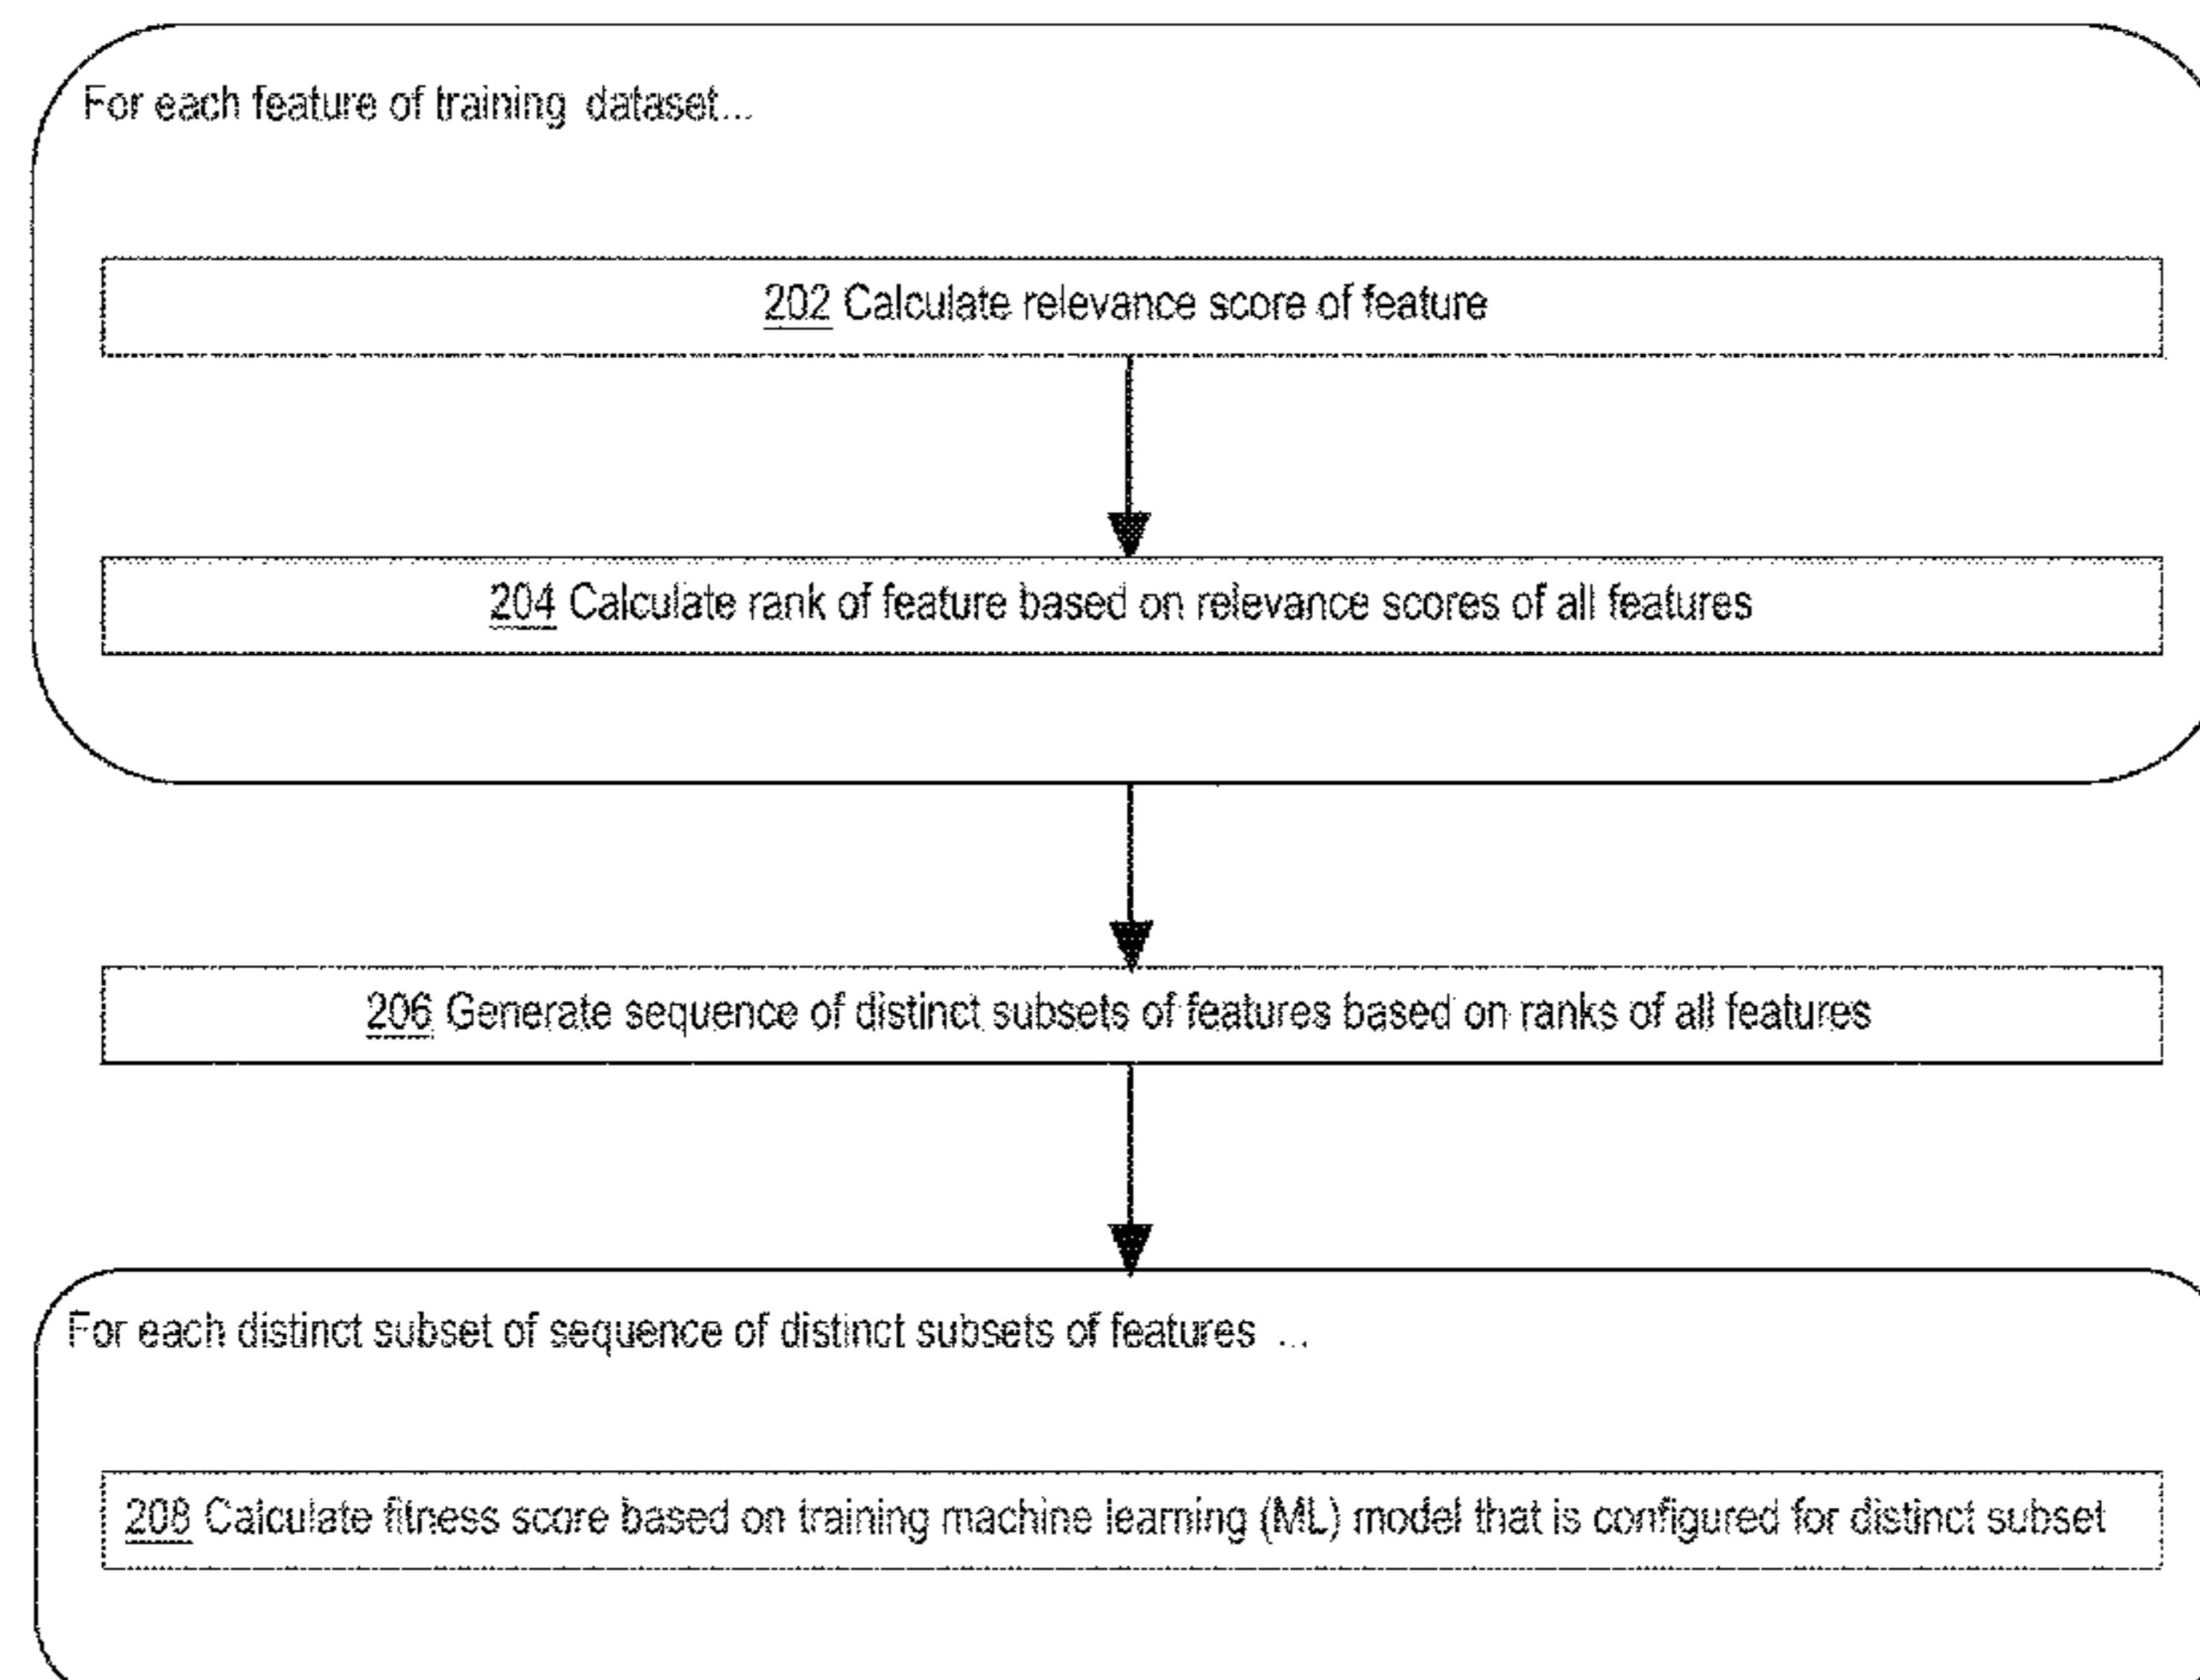 For each feature of training dataset...
202 Calculate relevance score of feature
204 Calculate rank of feature based on relevance scores of all features
206 Generate sequence of distinct subsets of features based on ranks of all features
For each distinct subset of sequence of distinct subsets of features ...
208 Calculate fitness score based on training machine learning (ML) model that is configured for distinct subset